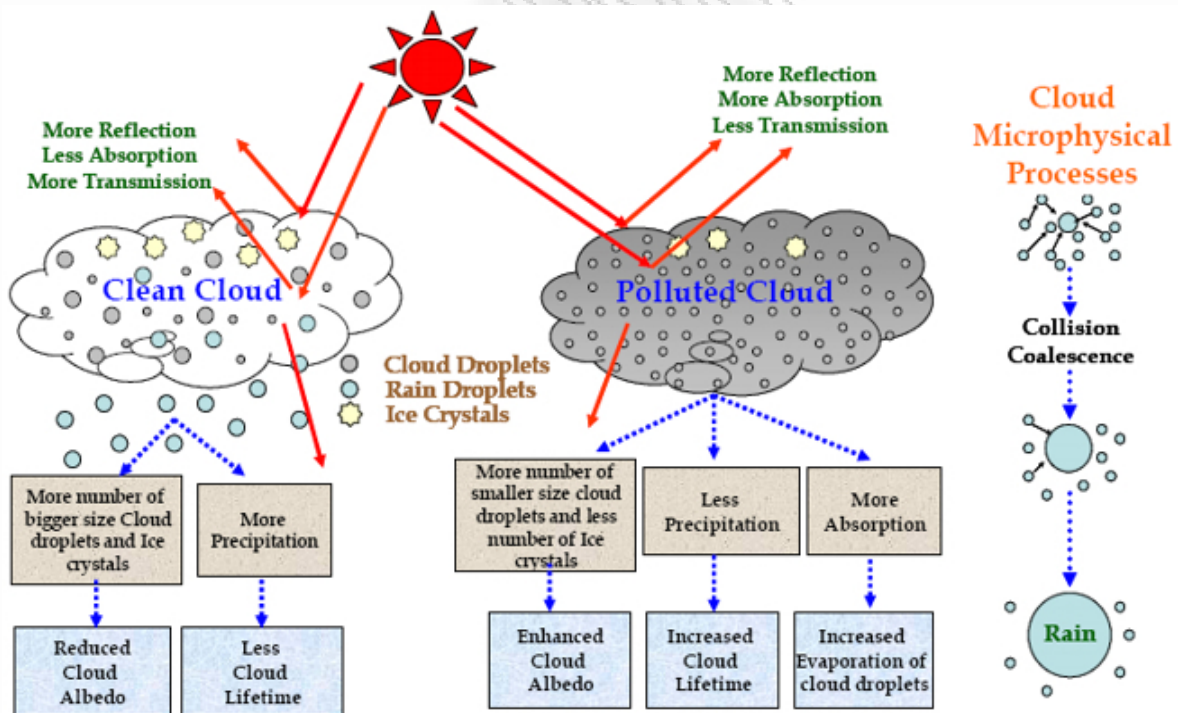 More Reflection
Less Absorption
More Transmission
More Reflection
More Absorption
Less Transmission
Cloud
Microphysical
Processes
Clean Cloud
Polluted Cloud
Cloud Droplets
Rain Droplets
Ice Crystals
Collision
Coalescence
More number of
bigger size Cloud
droplets and Ice
crystals
More
Precipitation
More number of
smaller size cloud
droplets and less
number of Ice
crystals
Less
Precipitation
More
Absorption
Reduced
Cloud
Albedo
Less
Cloud
Lifetime
Enhanced
Cloud
Albedo
Increased
Cloud
Lifetime
Increased
Evaporation of
cloud droplets
Rain